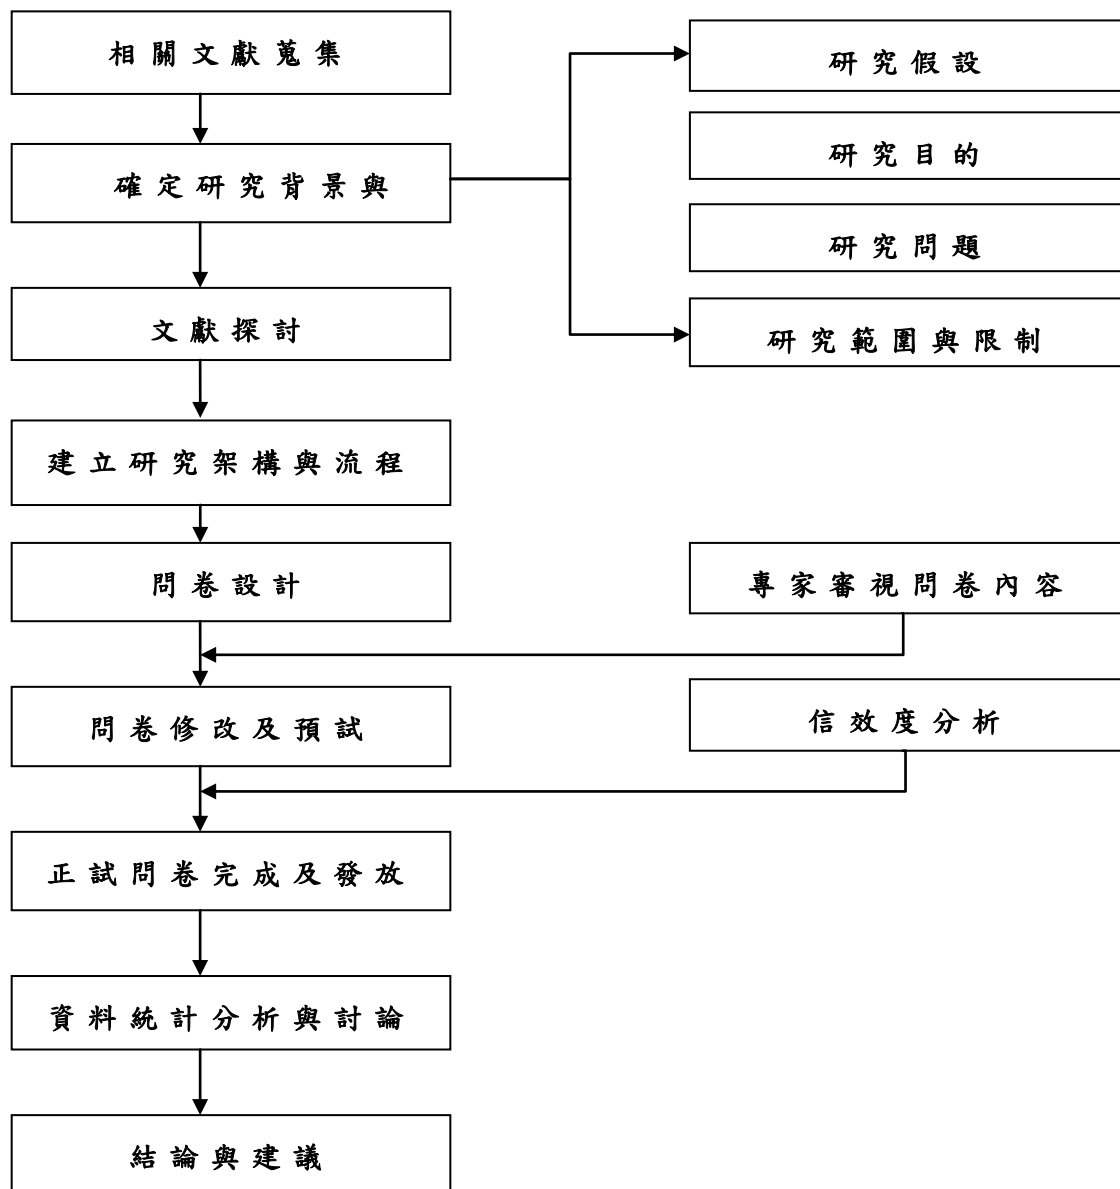 相關文獻蒐集
研究假設
研究目的
確定研究背景與
研究問題
文獻探討
研究範圍與限制
建立研究架構與流程
問卷設計
專家審視問卷內容
問卷修改及預試
信效度分析
正試問卷完成及發放
資料統計分析與討論
結論與建議